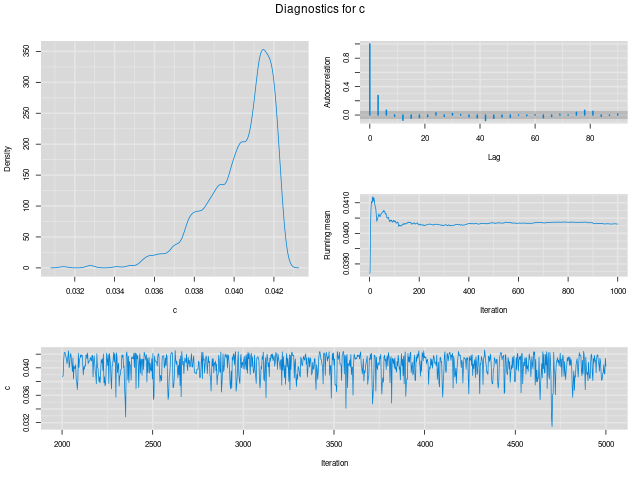 Diagnostics for c
350
300
250
200
150
100
50
0
Density
0.032 0.034 0.036 0.038 0.040 0.042
c
0.8
0.4
0.0
Autocorrelation
0 20 40 60 80
Lag
0.0410
0.0400
0.0390
Running mean
0 200 400 600 800 1000
Iteration
0.040
0.036
0.032
c
2000 2500 3000 3500 4000 4500 5000
Iteration